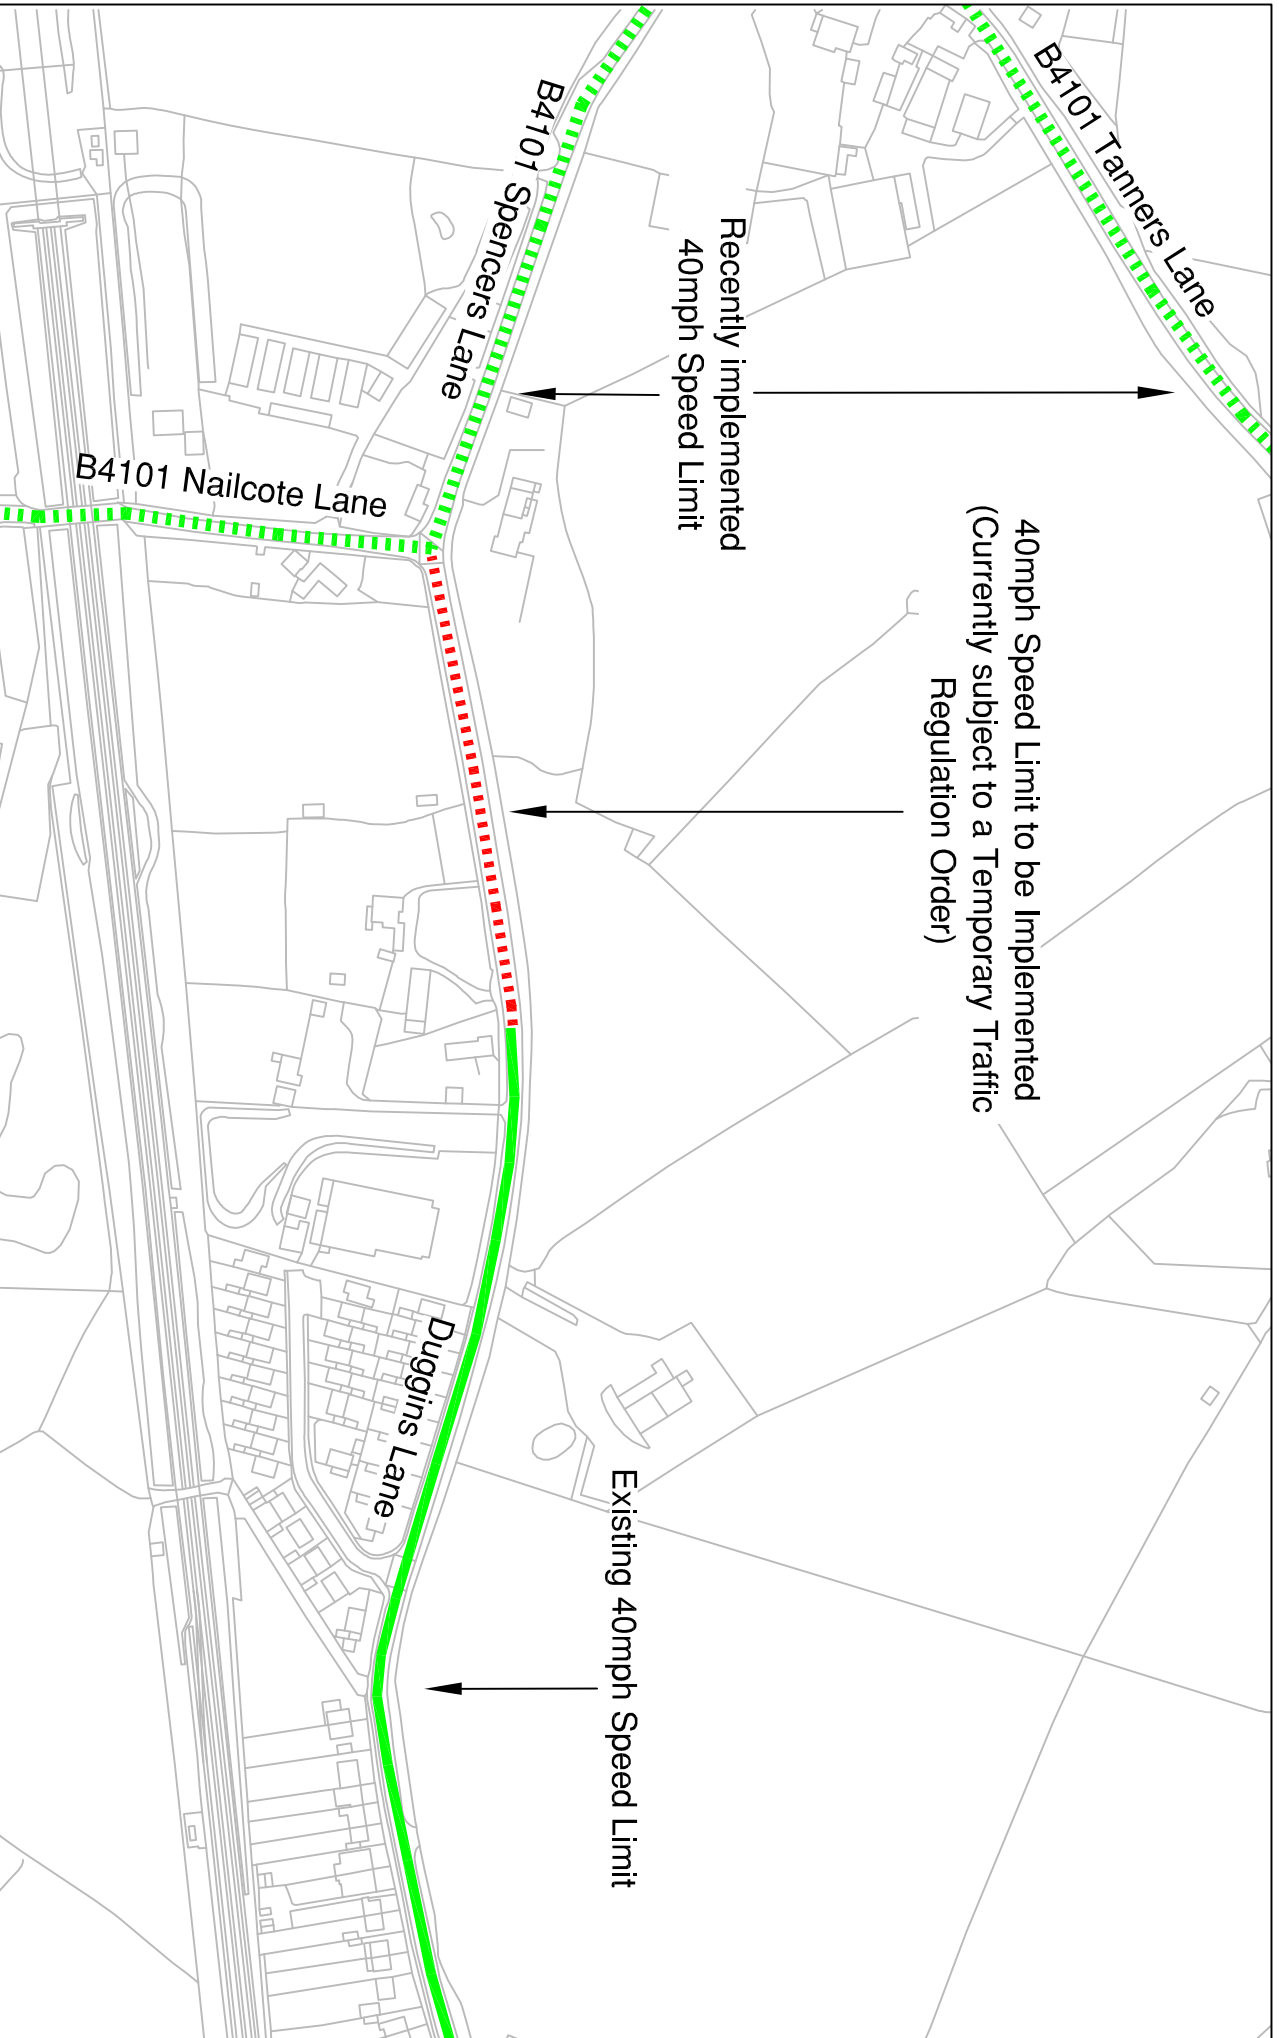 B4101 Tanners Lane
40mph Speed Limit to be Implemented
(Currently subject to a Temporary Traffic
Regulation Order)
Recently implemented
40mph Speed Limit
Existing 40mph Speed Limit
B4101 Spencers Lane
Duggins Lane
B4101 Nailcote Lane